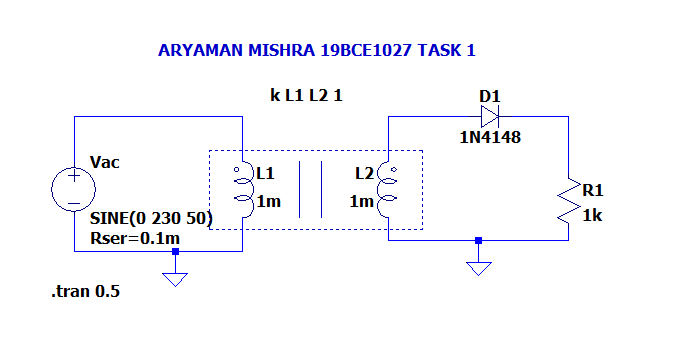 ARYAMAN MISHRA 19BCE1027 TASK 1
k L1 L2 1
D1
1N4148
Vac
L1
L2
1m
1m
R1
1k
SINE(0 230 50)
Rser=0.1m
.tran 0.5